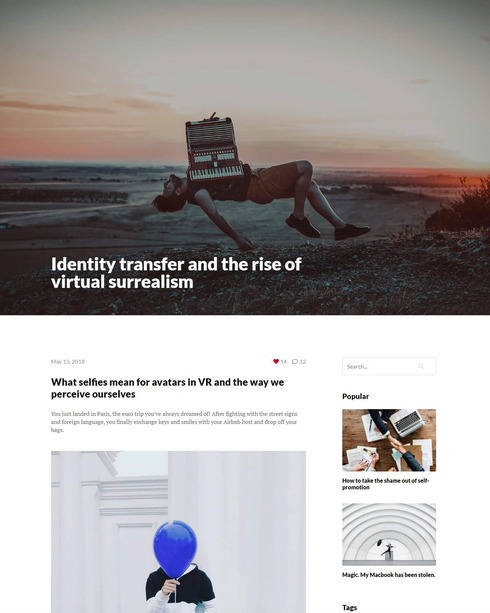 Identity transfer and the rise of
virtual surrealism
May 15, 2018
14
12
What selfies mean for avatars in VR and the way we
perceive ourselves
You just landed in Paris, the euro trip you've always dreamed of! After fighting with the street signs
and foreign language, you finally exchange keys and smiles with your Airbnb host and drop off your
bags.
Search...
Popular
How to take the shame out of self-
promotion
Magic. My Macbook has been stolen.
Tags